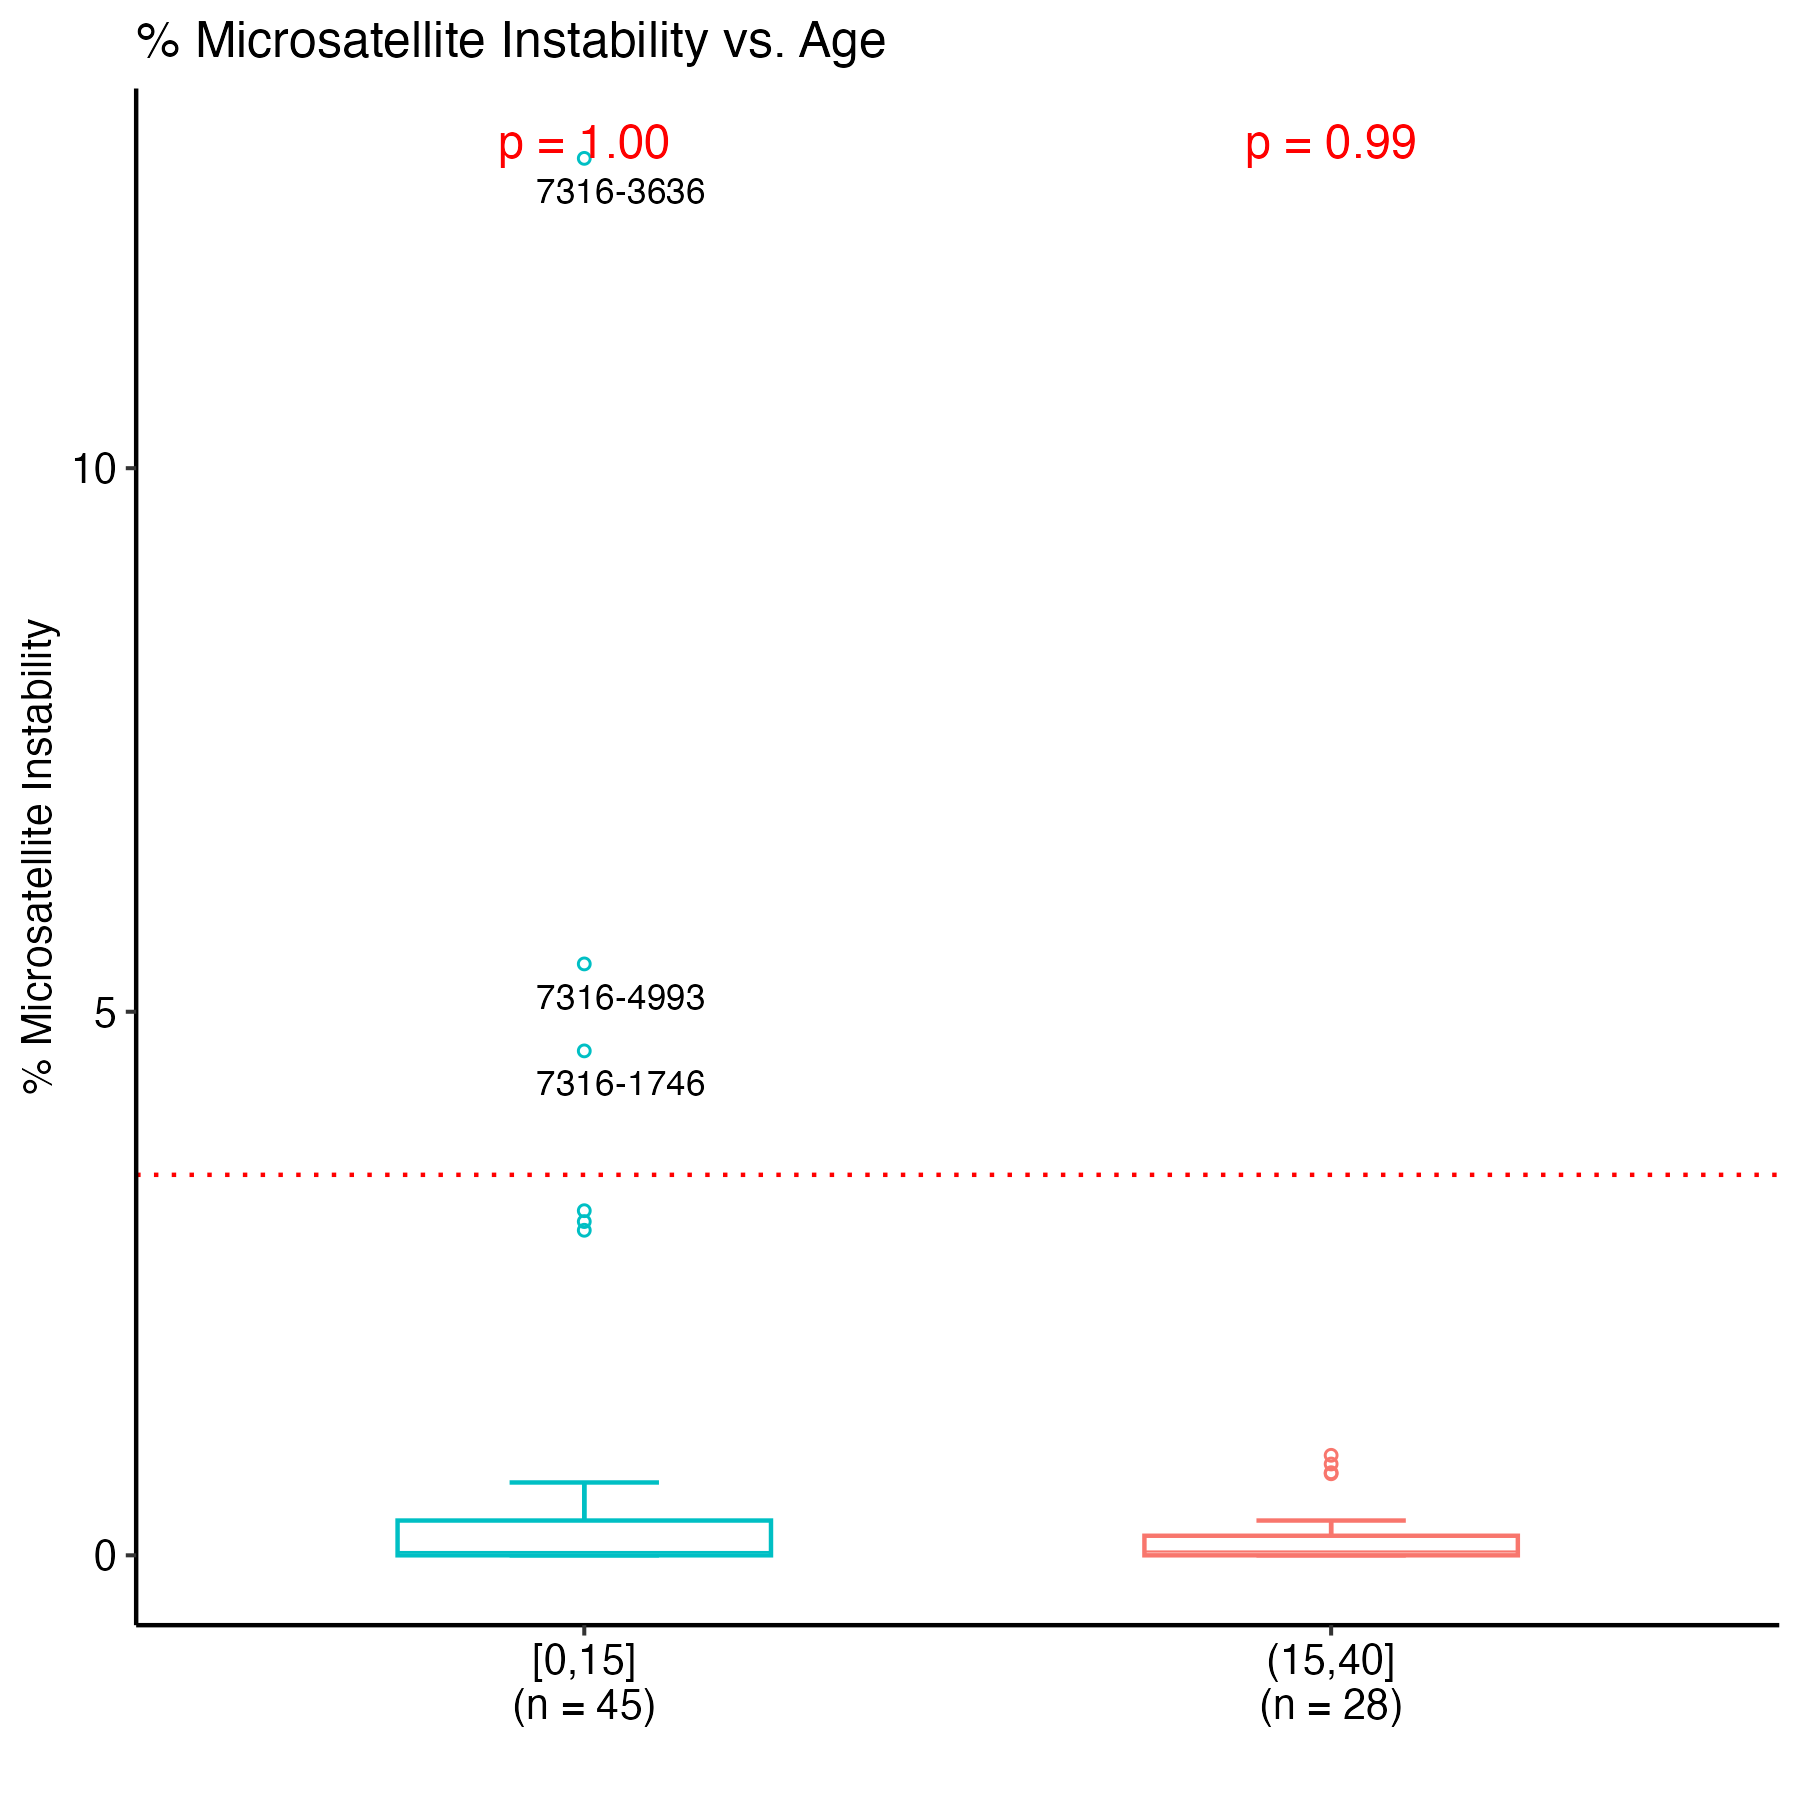 % Microsatellite Instability vs. Age
p = 1.00
p = 0.99
7316-3636
10
% Microsatellite Instability
7316-4993
5
7316-1746
0
[0,15]
(n = 45)
(15,40]
(n = 28)